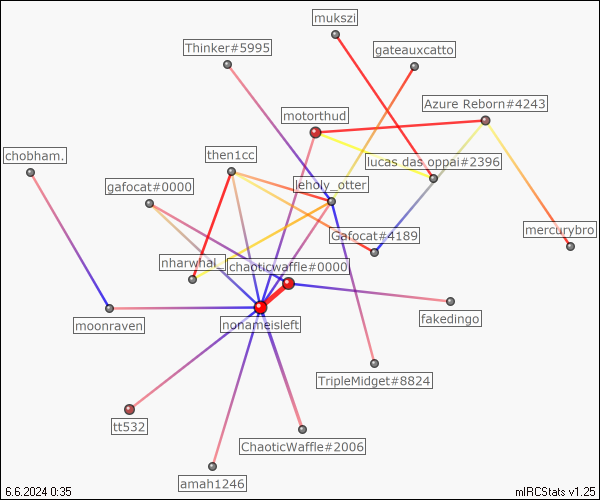 mukszi
Thinker#5995
gateauxcatto
Azure Reborn#4243
motorthud
chobham.
then1cc
lucas das oppai#2396
gafocat#0000
leholy_otter
mercurybro
Gafocat#4189
nharwhal_
chaoticwaffle#0000
moonraven
nonameisleft
fakedingo
TripleMidget#8824
tt532
ChaoticWaffle#2006
amah1246
6.6.2024 0:35
mIRCStats v1.25